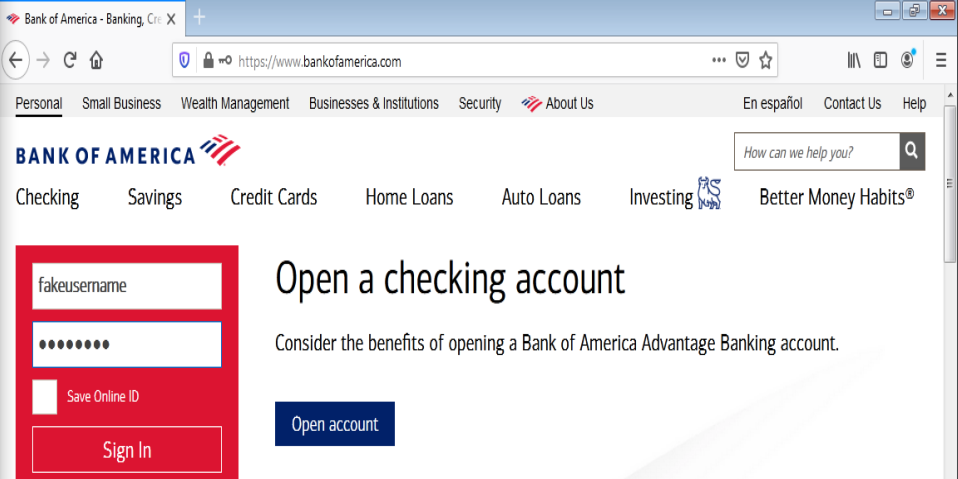 Bank of America - Banking, Cre
https://www.bankofamerica.com
Personal Small Business Wealth Management Businesses & Institutions Security About Us En español Contact Us Help
BANK OF AMERICA
How can we help you?
Checking Savings Credit Cards Home Loans Auto Loans Investing Better Money Habits®
fakeusername
Open a checking account
Consider the benefits of opening a Bank of America Advantage Banking account.
Save Online ID
Open account
Sign In